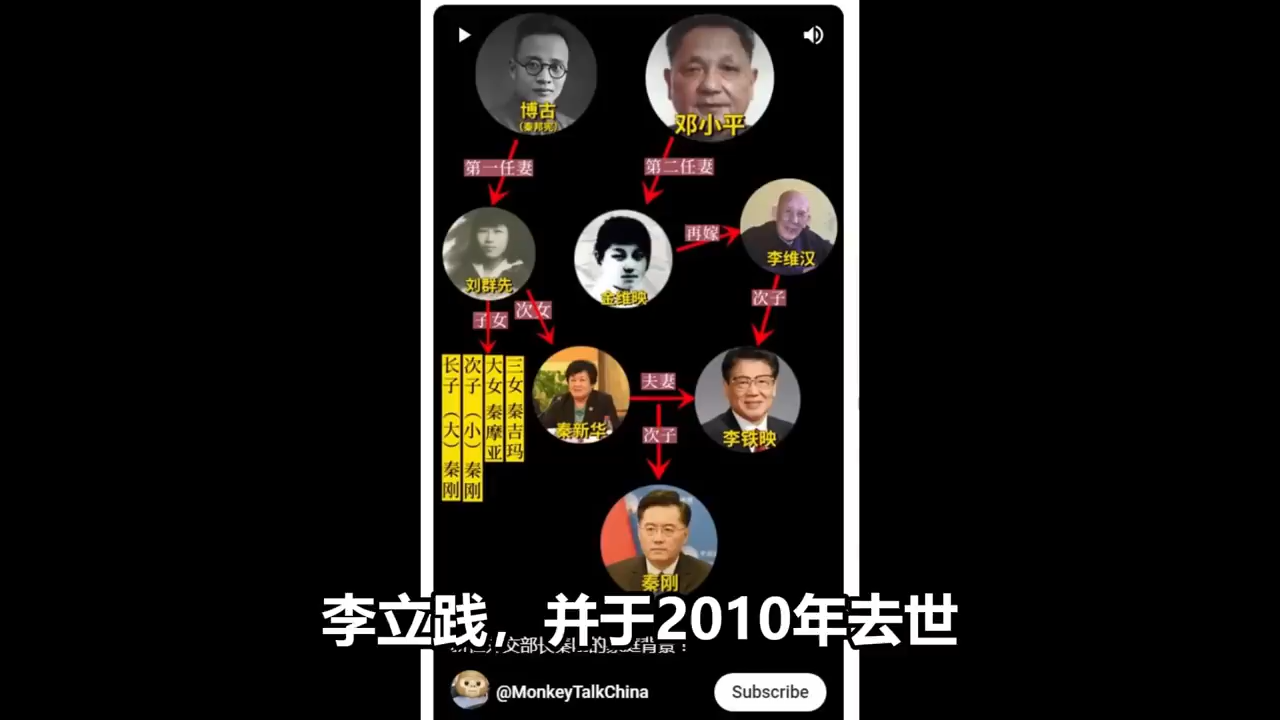 博古
(秦邦宪)
邓小平
第一任妻
第二任妻
刘群先
金维映
再嫁
李维汉
子女
次女
次子
长子（大）秦刚
次子（小）秦刚
大女 秦摩亚
三女 秦吉玛
秦新华
夫妻
李铁映
次子
秦刚
李立践，并于2010年去世
@MonkeyTalkChina
Subscribe